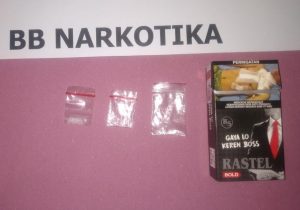 BB NARKOTIKA
PERINGATAN
GAYA LO
KEREN BOSS
RASTEL
BOLD